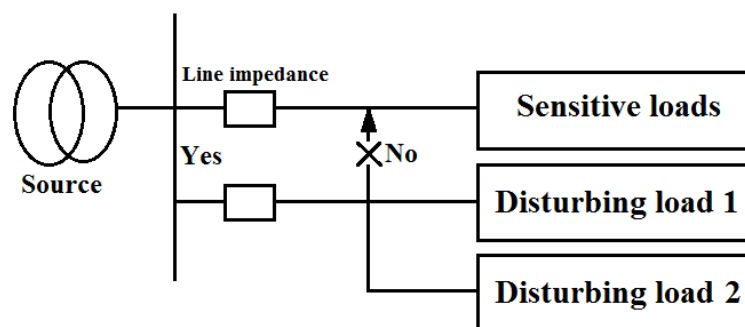 Line impedance
Sensitive loads
Yes
No
Source
Disturbing load 1
Disturbing load 2